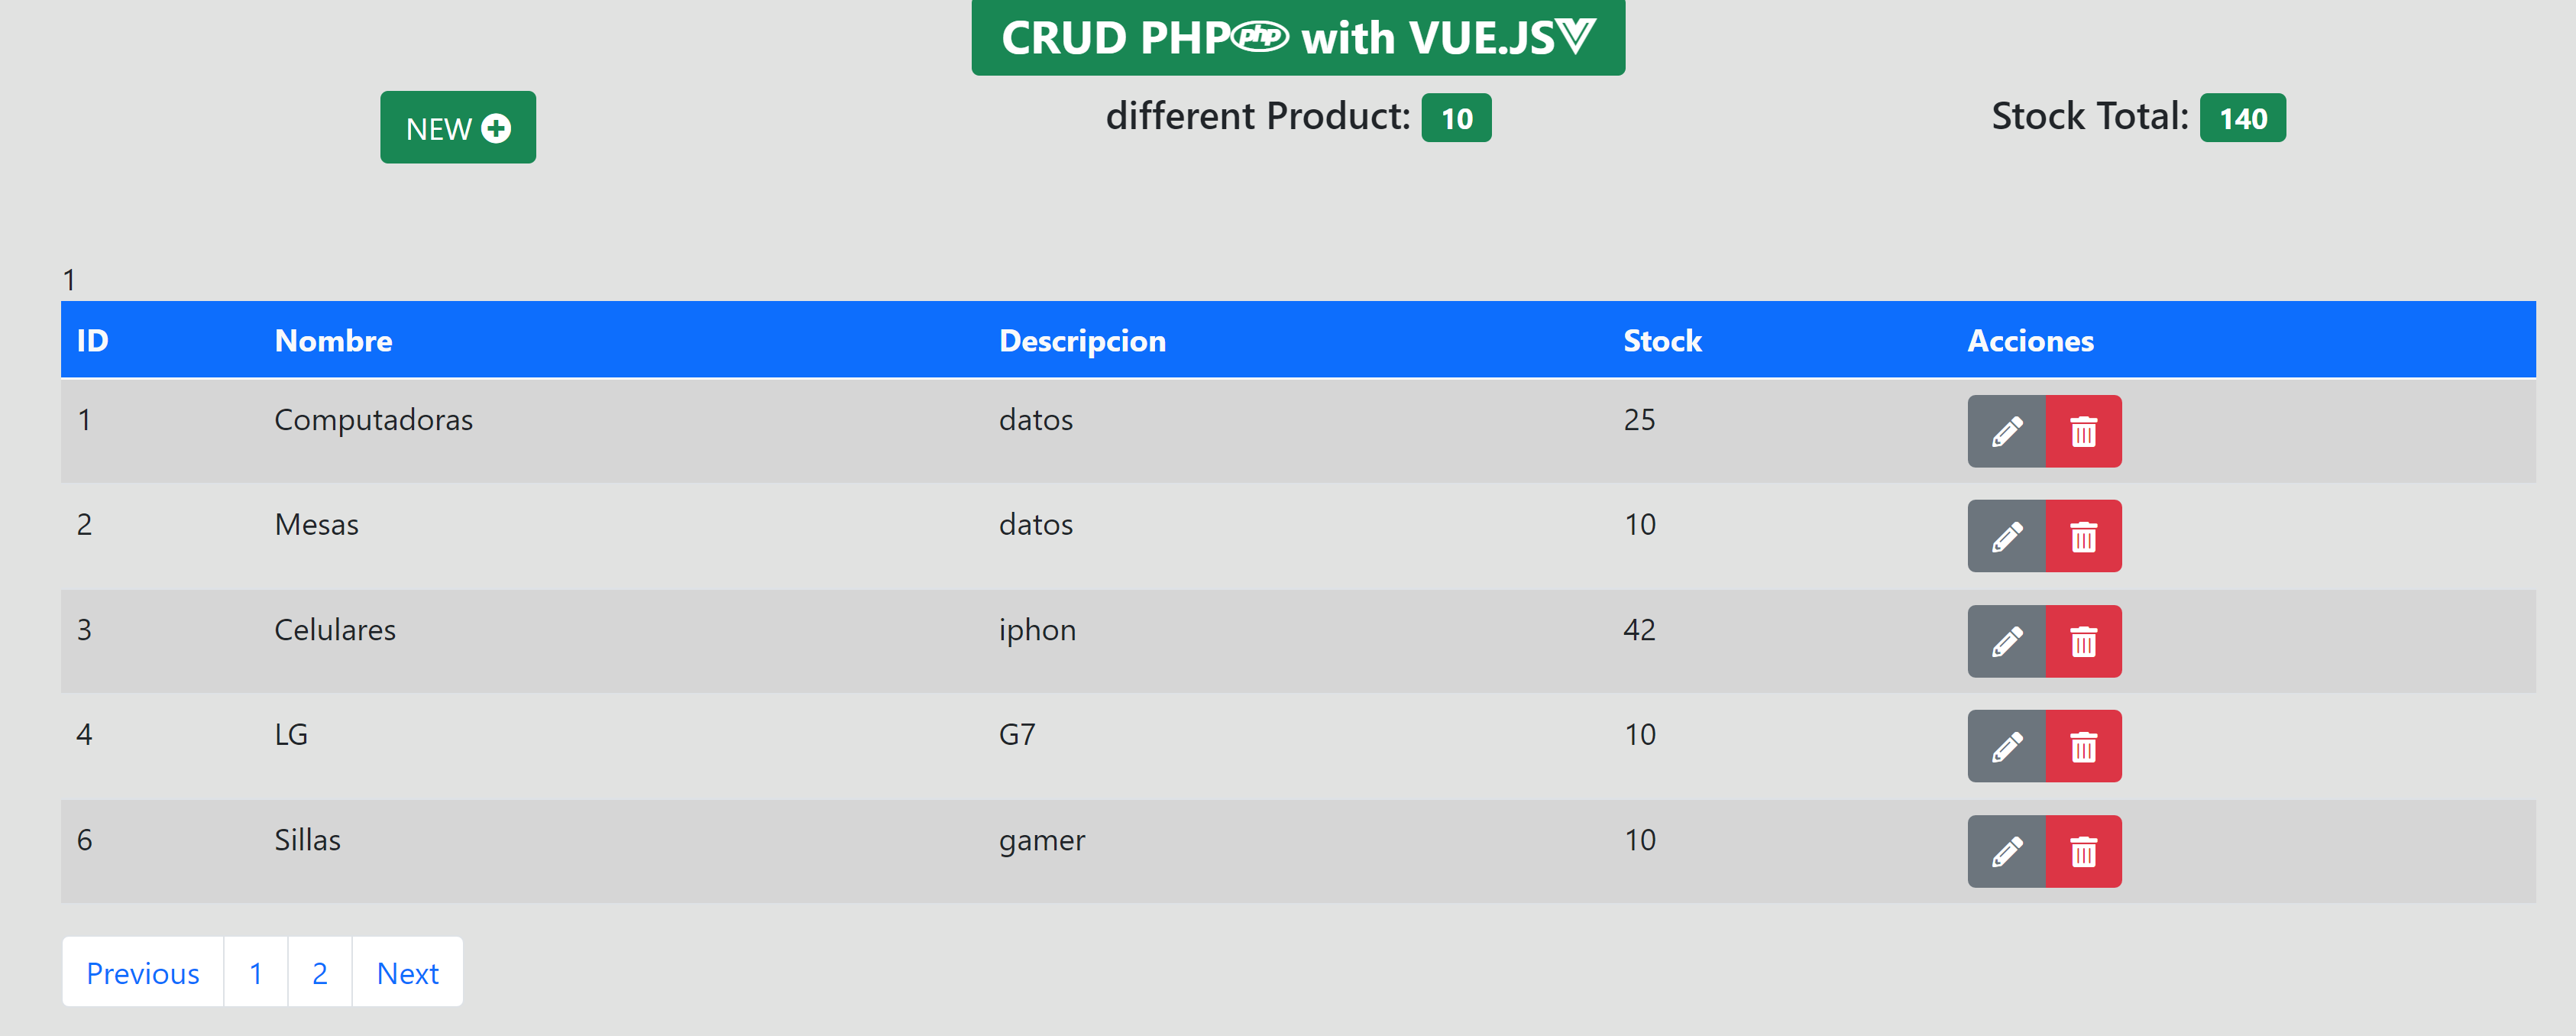 CRUD PHP php with VUE.JS
NEW different Product: 10 Stock Total: 140
1
ID Nombre Descripcion Stock Acciones
1 Computadoras datos 25
2 Mesas datos 10
3 Celulares iphon 42
4 LG G7 10
6 Sillas gamer 10
Previous 1 2 Next